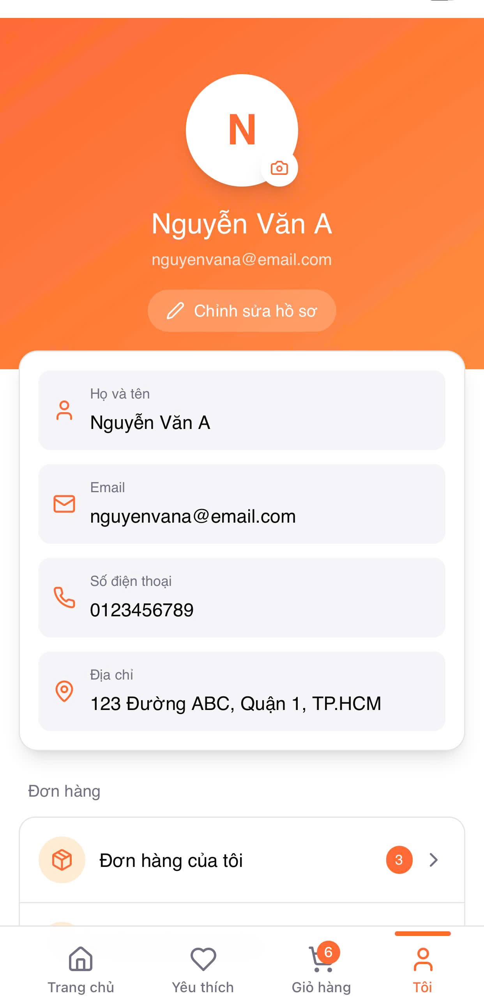 N
Nguyễn Văn A
nguyenvana@email.com
Chỉnh sửa hồ sơ
Họ và tên
Nguyễn Văn A
Email
nguyenvana@email.com
Số điện thoại
0123456789
Địa chỉ
123 Đường ABC, Quận 1, TP.HCM
Đơn hàng
Đơn hàng của tôi 3
6
Trang chủ Yêu thích Giỏ hàng Tôi